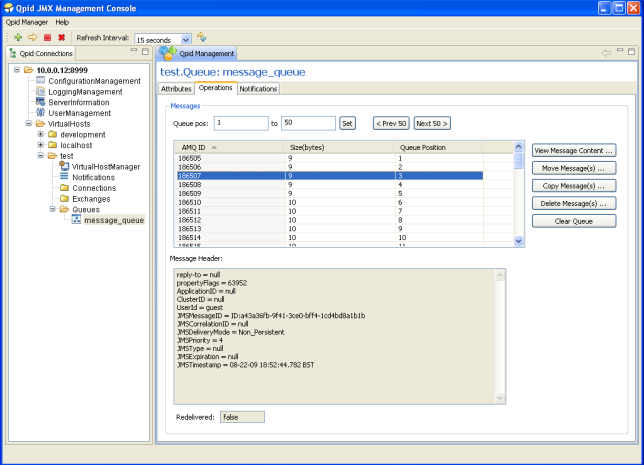 Qpid JMX Management Console
Qpid Manager Help
Refresh Interval: 15 seconds
Qpid Connections
Qpid Management
10.0.0.12:8999
ConfigurationManagement
LoggingManagement
ServerInformation
UserManagement
VirtualHosts
development
localhost
test
VirtualHostManager
Notifications
Connections
Exchanges
Queues
message_queue
test.Queue: message_queue
Attributes Operations Notifications
Messages
Queue pos: 1 to 50 Set < Prev 50 Next 50 >
AMQ ID Size(bytes) Queue Position
186505 9 1
186506 9 2
186507 9 3
186508 9 4
186509 9 5
186510 10 6
186511 10 7
186512 10 8
186513 10 9
186514 10 10
186515 10 11
View Message Content ...
Move Message(s) ...
Copy Message(s) ...
Delete Message(s) ...
Clear Queue
Message Header:
reply-to = null
propertyFlags = 63952
ApplicationID = null
ClusterID = null
UserId = guest
JMSMessageID = ID:a43a36fb-9f41-3ce0-bff4-1cd4bd8a1b1b
JMSCorrelationID = null
JMSDeliveryMode = Non_Persistent
JMSPriority = 4
JMSType = null
JMSExpiration = null
JMSTimestamp = 08-22-09 18:52:44.782 BST
Redelivered: false